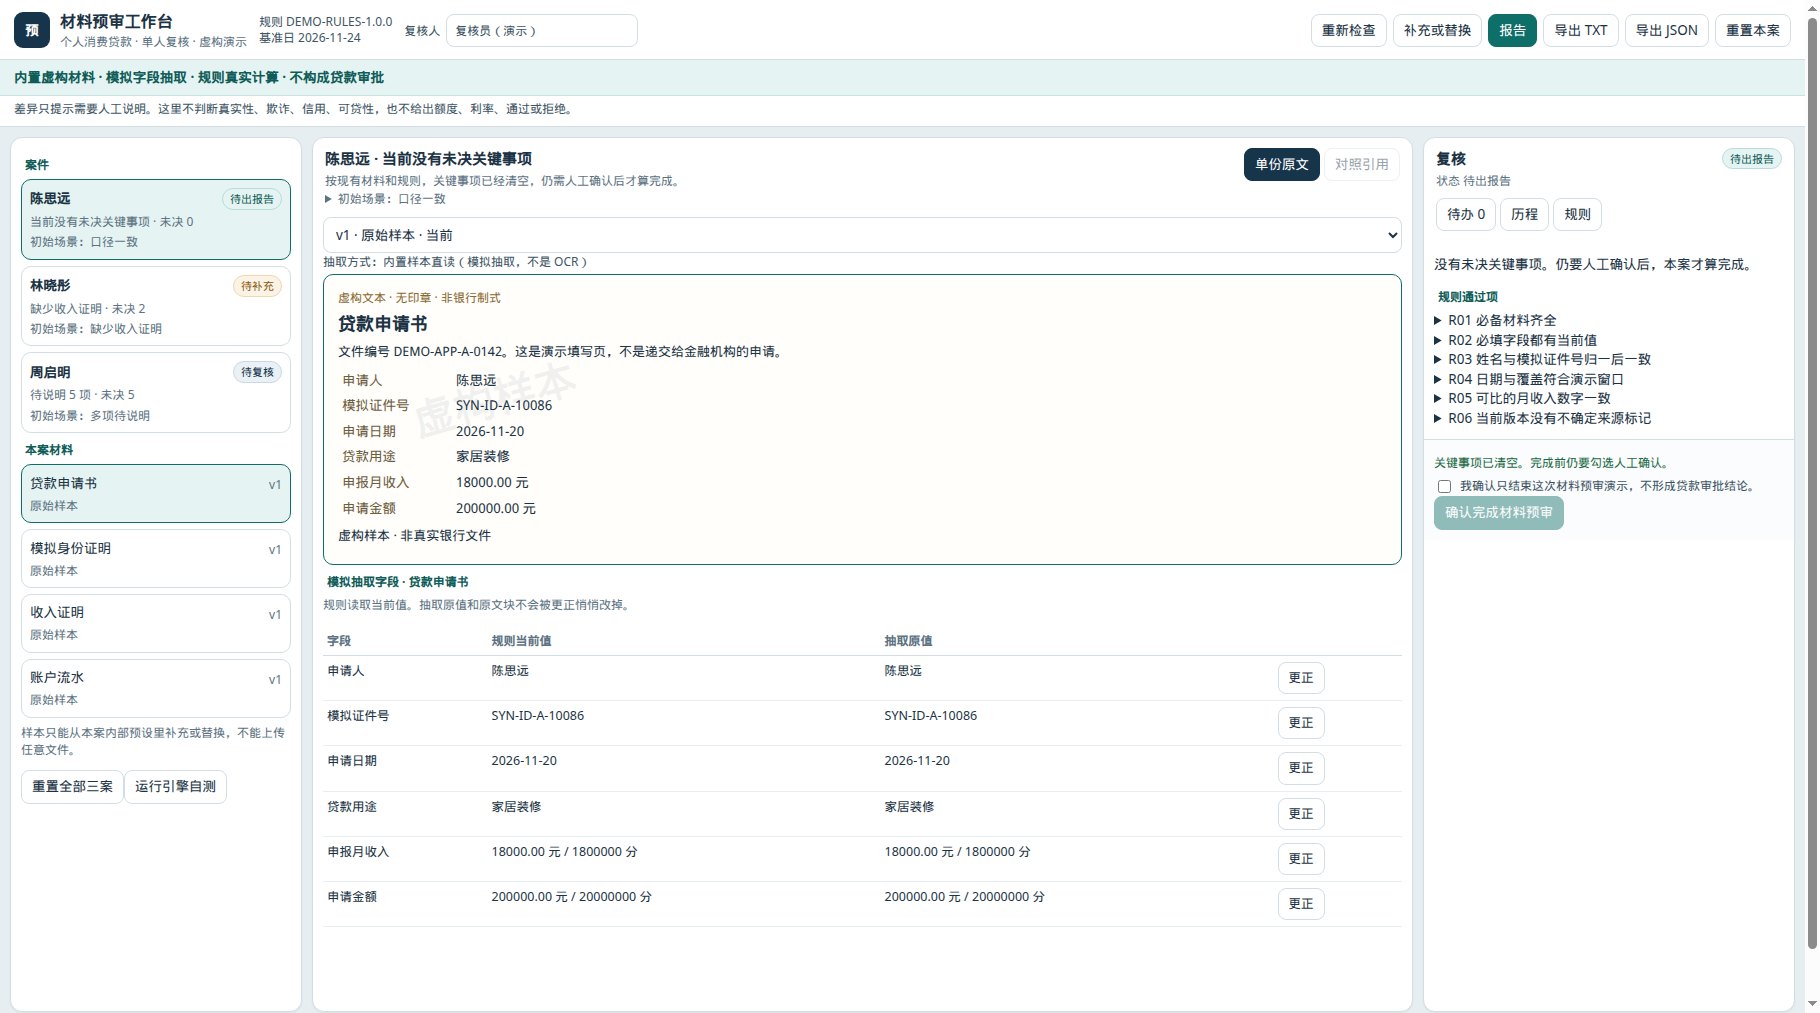 预
材料预审工作台
个人消费贷款 · 单人复核 · 虚构演示
规则 DEMO-RULES-1.0.0
基准日 2026-11-24
复核人
复核员（演示）
重新检查
补充或替换
报告
导出 TXT
导出 JSON
重置本案
内置虚构材料 · 模拟字段抽取 · 规则真实计算 · 不构成贷款审批
差异只提示需要人工说明。这里不判断真实性、欺诈、信用、可贷性，也不给出额度、利率、通过或拒绝。
案件
陈思远
待出报告
当前没有未决关键事项 · 未决 0
初始场景：口径一致
林晓彤
待补充
缺少收入证明 · 未决 2
初始场景：缺少收入证明
周启明
待复核
待说明 5 项 · 未决 5
初始场景：多项待说明
本案材料
贷款申请书
v1
原始样本
模拟身份证明
v1
原始样本
收入证明
v1
原始样本
账户流水
v1
原始样本
样本只能从本案内部预设里补充或替换，不能上传
任意文件。
重置全部三案
运行引擎自测
陈思远 · 当前没有未决关键事项
按现有材料和规则，关键事项已经清空，仍需人工确认后才算完成。
初始场景：口径一致
单份原文
对照引用
v1 · 原始样本 · 当前
抽取方式：内置样本直读（模拟抽取，不是 OCR）
虚构文本 · 无印章 · 非银行制式
贷款申请书
文件编号 DEMO-APP-A-0142。这是演示填写页，不是递交给金融机构的申请。
虚构样本
申请人 陈思远
模拟证件号 SYN-ID-A-10086
申请日期 2026-11-20
贷款用途 家居装修
申报月收入 18000.00 元
申请金额 200000.00 元
虚构样本 · 非真实银行文件
模拟抽取字段 · 贷款申请书
规则读取当前值。抽取原值和原文块不会被更正悄悄改掉。
字段 规则当前值 抽取原值
申请人 陈思远 陈思远 更正
模拟证件号 SYN-ID-A-10086 SYN-ID-A-10086 更正
申请日期 2026-11-20 2026-11-20 更正
贷款用途 家居装修 家居装修 更正
申报月收入 18000.00 元 / 1800000 分 18000.00 元 / 1800000 分 更正
申请金额 200000.00 元 / 20000000 分 200000.00 元 / 20000000 分 更正
复核
待出报告
状态 待出报告
待办 0
历程
规则
没有未决关键事项。仍要人工确认后，本案才算完成。
规则通过项
R01 必备材料齐全
R02 必填字段都有当前值
R03 姓名与模拟证件号归一后一致
R04 日期与覆盖符合演示窗口
R05 可比的月收入数字一致
R06 当前版本没有不确定来源标记
关键事项已清空。完成前仍要勾选人工确认。
我确认只结束这次材料预审演示，不形成贷款审批结论。
确认完成材料预审